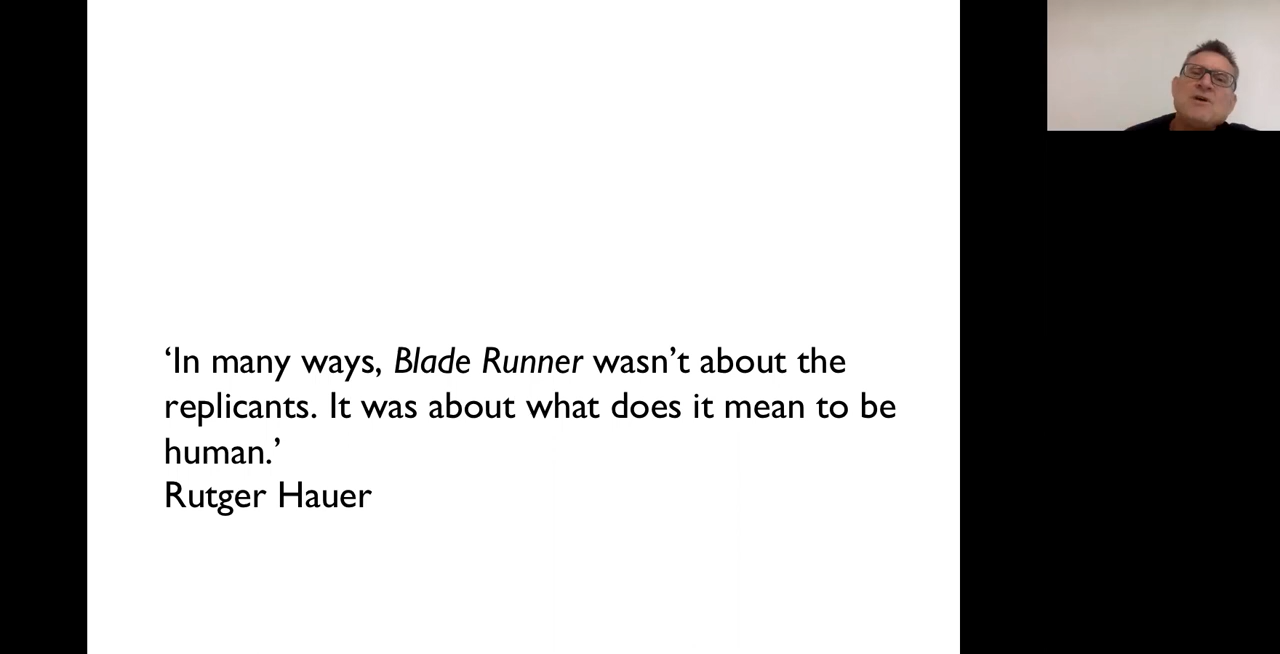 ‘In many ways, Blade Runner wasn’t about the
replicants. It was about what does it mean to be
human.’
Rutger Hauer